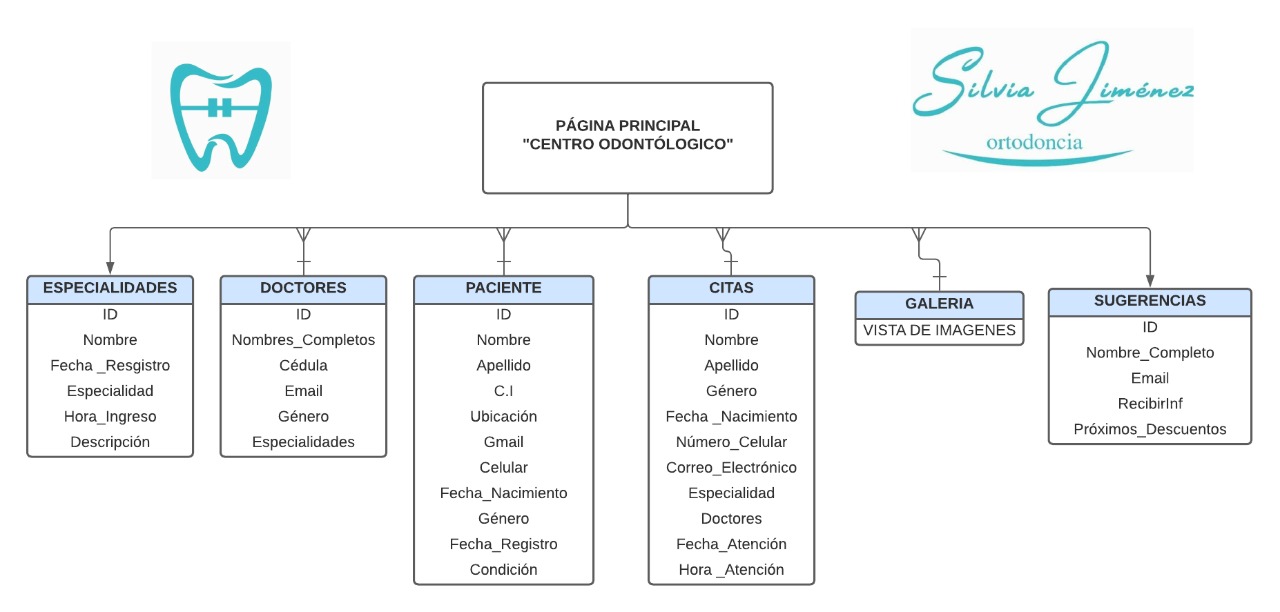 Silvia Jiménez
ortodoncia
PÁGINA PRINCIPAL
"CENTRO ODONTÓLOGICO"
ESPECIALIDADES
ID
Nombre
Fecha _Resgistro
Especialidad
Hora_Ingreso
Descripción
DOCTORES
ID
Nombres_Completos
Cédula
Email
Género
Especialidades
PACIENTE
ID
Nombre
Apellido
C.I
Ubicación
Gmail
Celular
Fecha_Nacimiento
Género
Fecha_Registro
Condición
CITAS
ID
Nombre
Apellido
Género
Fecha _Nacimiento
Número_Celular
Correo_Electrónico
Especialidad
Doctores
Fecha_Atención
Hora _Atención
GALERIA
VISTA DE IMAGENES
SUGERENCIAS
ID
Nombre_Completo
Email
RecibirInf
Próximos_Descuentos